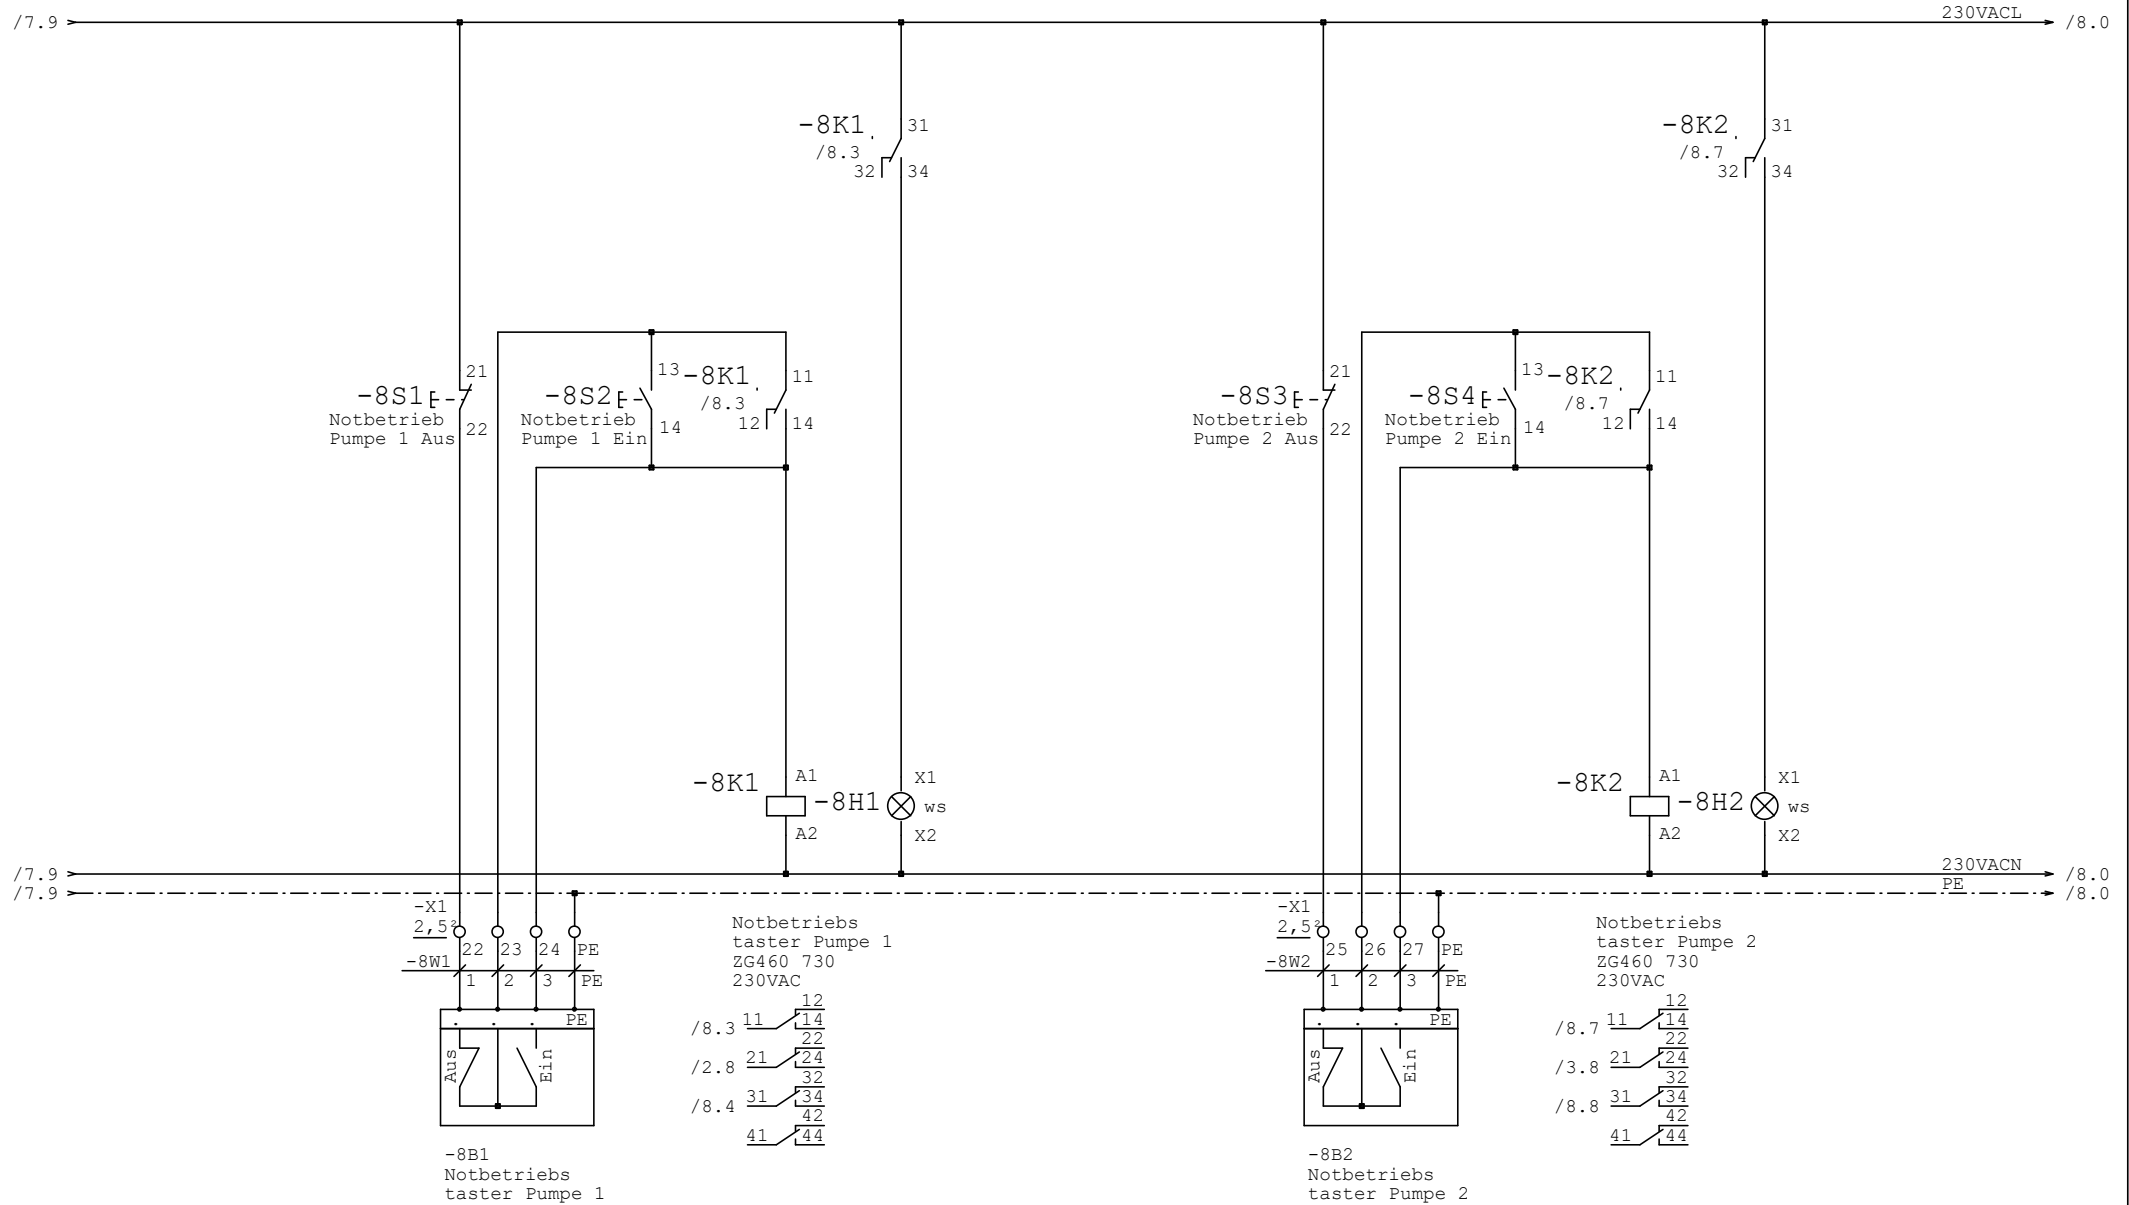 /7.9
230VACL
/8.0
-8K1
31
/8.3
32
34
-8K2
31
/8.7
32
34
21
-8S1
Notbetrieb
Pumpe 1 Aus
22
13
-8S2
Notbetrieb
Pumpe 1 Ein
14
-8K1
11
/8.3
12
14
21
-8S3
Notbetrieb
Pumpe 2 Aus
22
13
-8S4
Notbetrieb
Pumpe 2 Ein
14
-8K2
11
/8.7
12
14
-8K1
A1
A2
-8H1
X1
ws
X2
-8K2
A1
A2
-8H2
X1
ws
X2
/7.9
230VACN
/8.0
/7.9
PE
/8.0
-X1
2,5²
22
23
24
PE
-8W1
1
2
3
PE
PE
Aus
Ein
-8B1
Notbetriebs
taster Pumpe 1
Notbetriebs
taster Pumpe 1
ZG460 730
230VAC
12
/8.3 11 14
22
/2.8 21 24
32
/8.4 31 34
42
41 44
-X1
2,5²
25
26
27
PE
-8W2
1
2
3
PE
PE
Aus
Ein
-8B2
Notbetriebs
taster Pumpe 2
Notbetriebs
taster Pumpe 2
ZG460 730
230VAC
12
/8.7 11 14
22
/3.8 21 24
32
/8.8 31 34
42
41 44